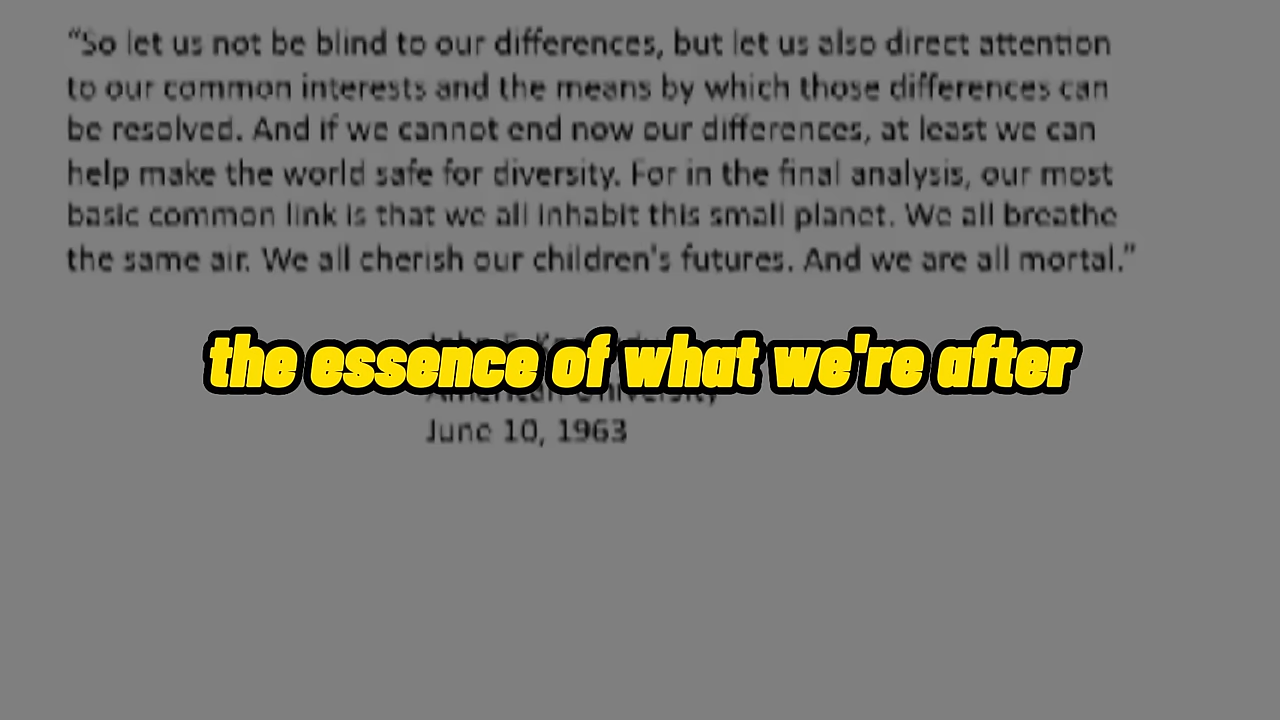 “So let us not be blind to our differences, but let us also direct attention
to our common interests and the means by which those differences can
be resolved. And if we cannot end now our differences, at least we can
help make the world safe for diversity. For in the final analysis, our most
basic common link is that we all inhabit this small planet. We all breathe
the same air. We all cherish our children's futures. And we are all mortal.”
the essence of what we're after
American University
June 10, 1963